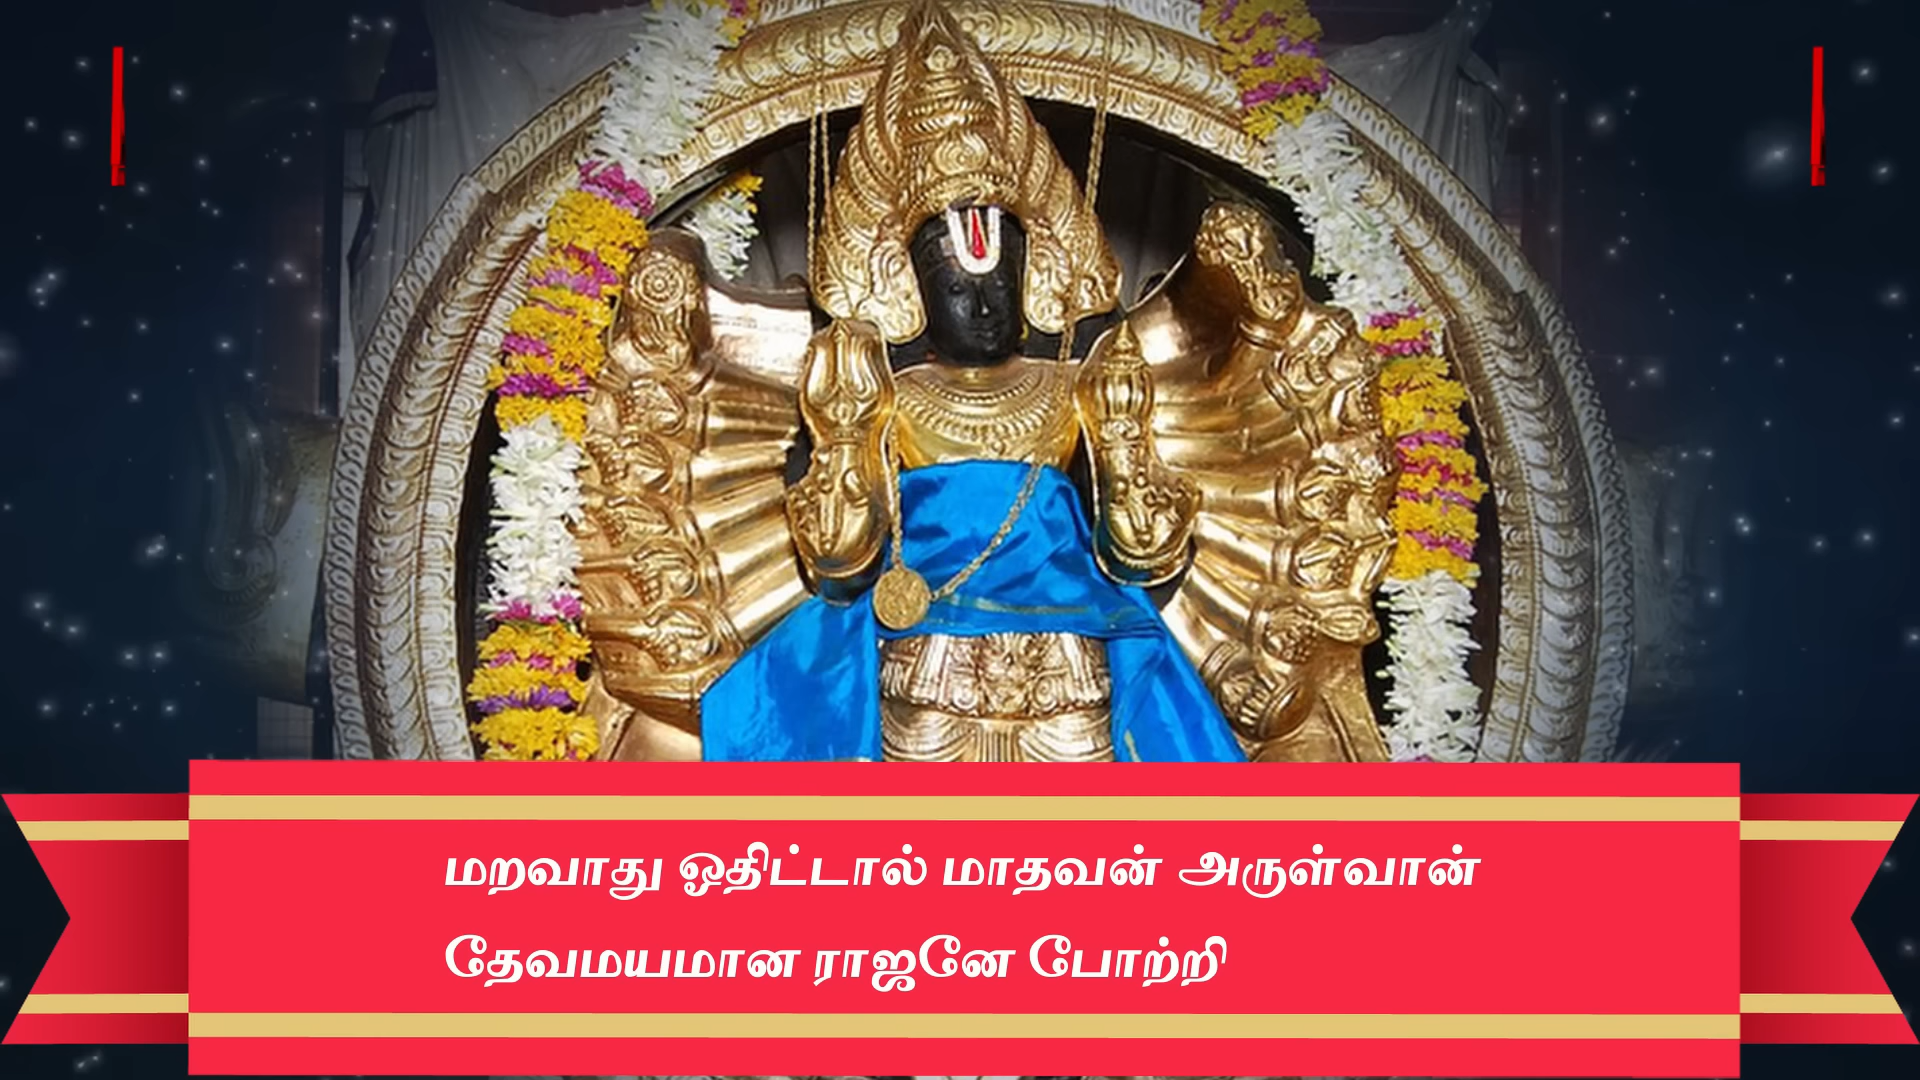 மறவாது ஓதிட்டால் மாதவன் அருள்வான்
தேவமயமான ராஜனே போற்றி